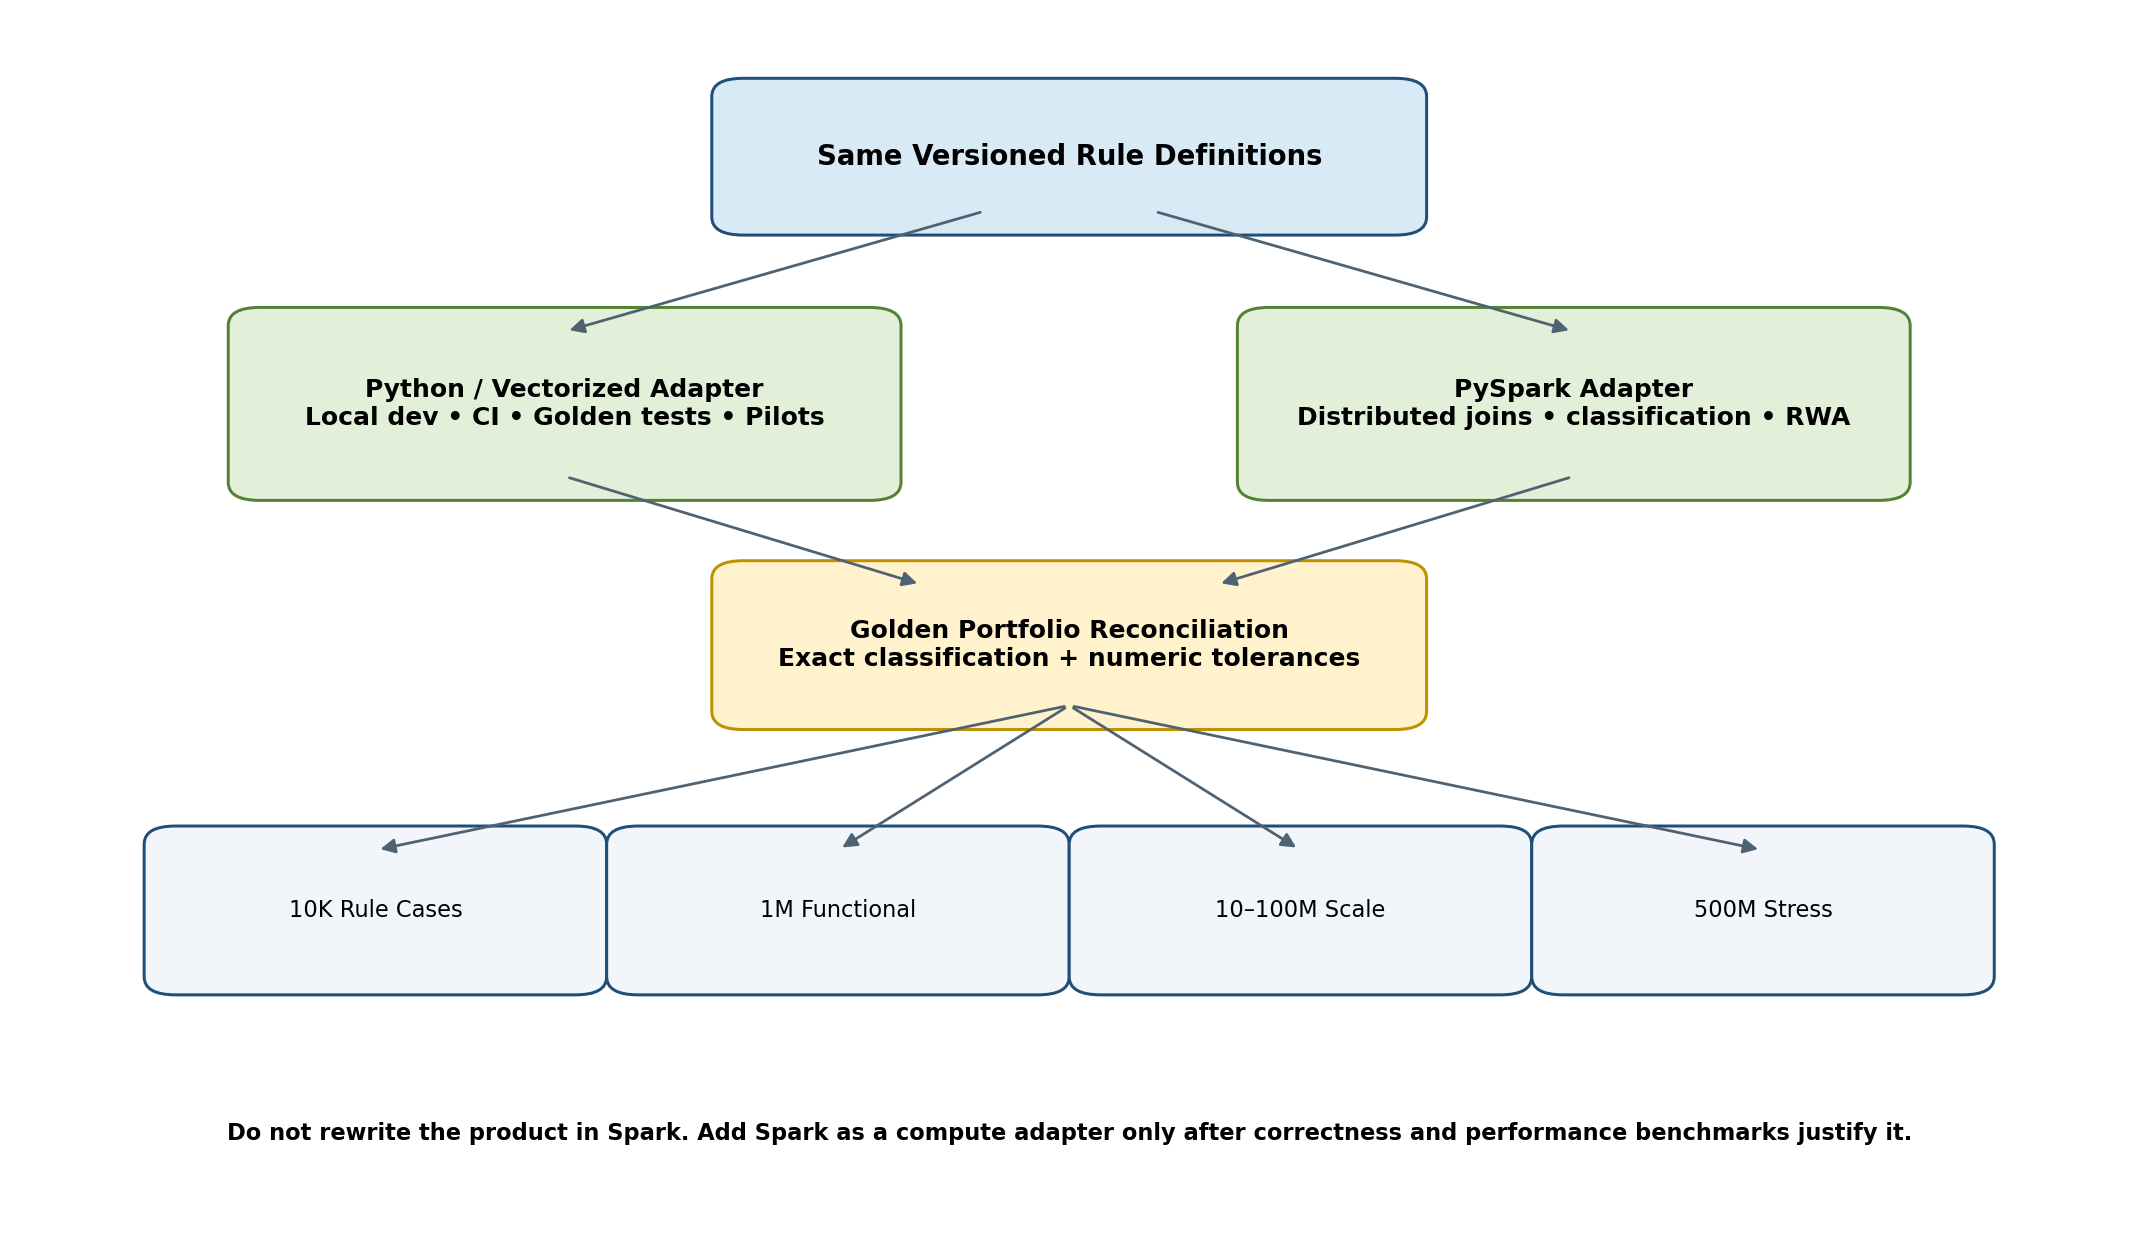 Same Versioned Rule Definitions
Python / Vectorized Adapter
Local dev • CI • Golden tests • Pilots
PySpark Adapter
Distributed joins • classification • RWA
Golden Portfolio Reconciliation
Exact classification + numeric tolerances
10K Rule Cases
1M Functional
10–100M Scale
500M Stress
Do not rewrite the product in Spark. Add Spark as a compute adapter only after correctness and performance benchmarks justify it.